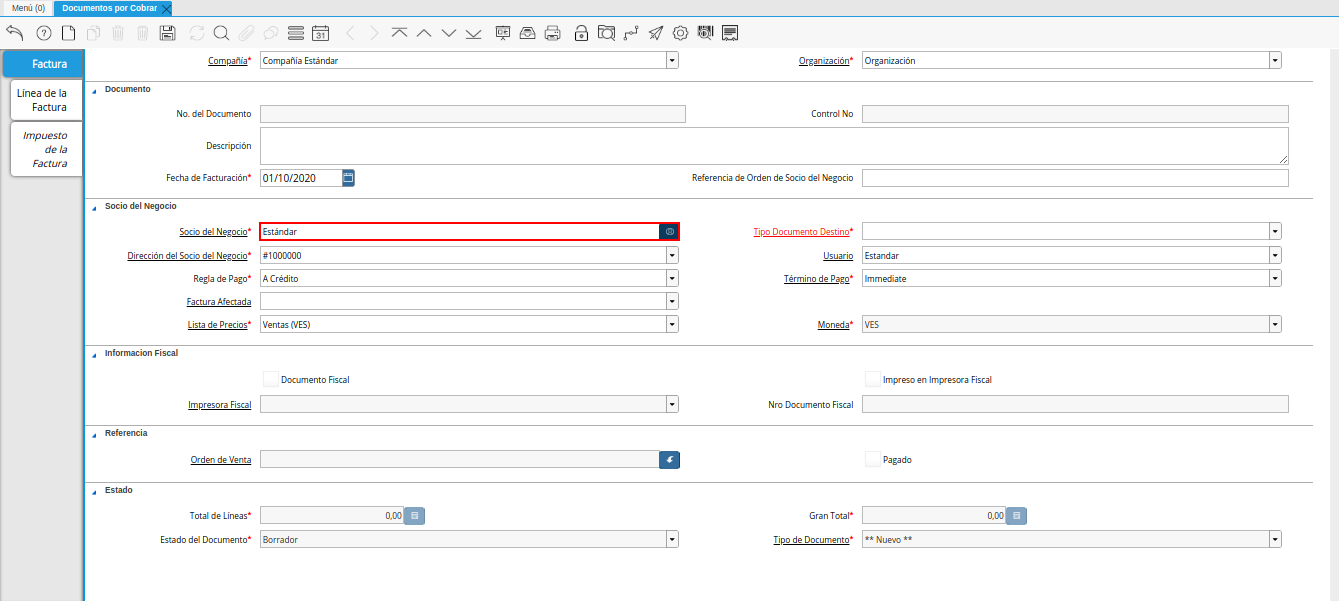 Menú (0)
Documentos por Cobrar
31
Factura
Línea de la
Factura
Impuesto
de la
Factura
Compañía* Compañía Estándar
Organización* Organización
Documento
No. del Documento
Control No
Descripción
Fecha de Facturación* 01/10/2020
Referencia de Orden de Socio del Negocio
Socio del Negocio
Socio del Negocio* Estándar
Tipo Documento Destino*
Dirección del Socio del Negocio* #1000000
Usuario Estandar
Regla de Pago* A Crédito
Término de Pago* Immediate
Factura Afectada
Lista de Precios* Ventas (VES)
Moneda* VES
Informacion Fiscal
Documento Fiscal
Impreso en Impresora Fiscal
Impresora Fiscal
Nro Documento Fiscal
Referencia
Orden de Venta
Pagado
Estado
Total de Líneas* 0,00
Gran Total* 0,00
Estado del Documento* Borrador
Tipo de Documento* ** Nuevo **